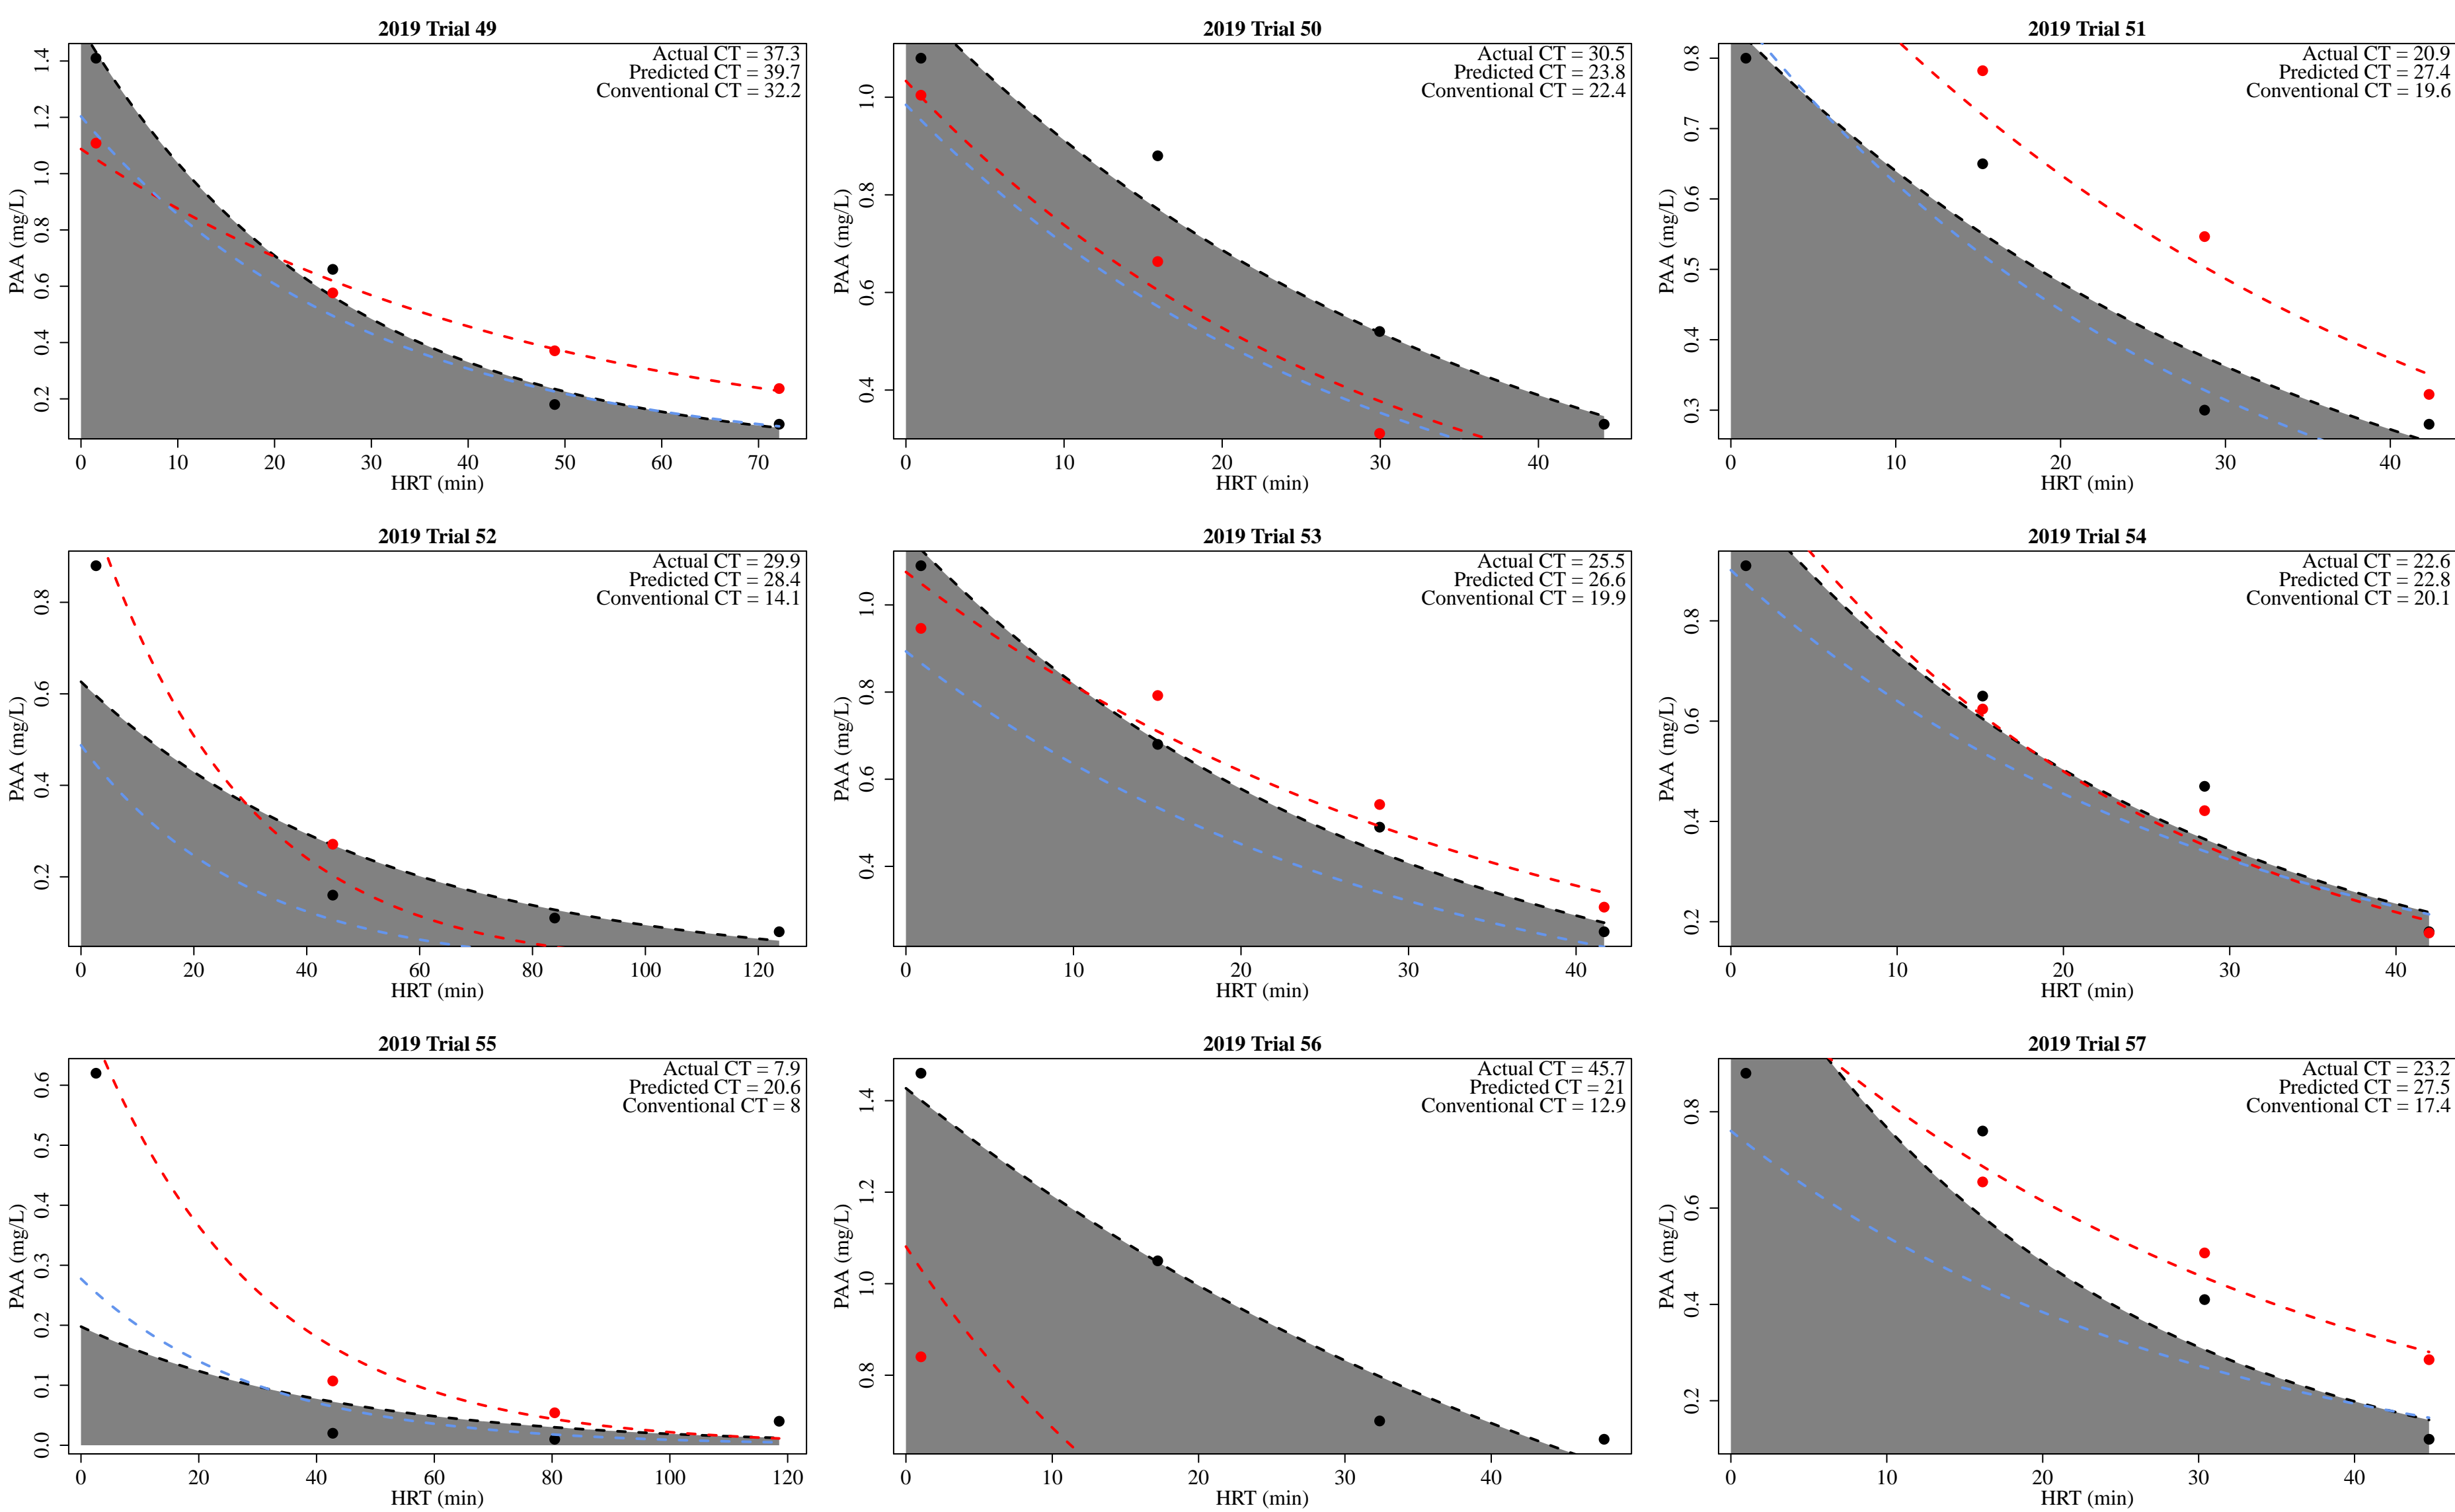 2019 Trial 49
Actual CT = 37.3
Predicted CT = 39.7
Conventional CT = 32.2
PAA (mg/L)
1.4
1.2
1.0
0.8
0.6
0.4
0.2
0 10 20 30 40 50 60 70
HRT (min)
2019 Trial 50
Actual CT = 30.5
Predicted CT = 23.8
Conventional CT = 22.4
PAA (mg/L)
1.0
0.8
0.6
0.4
0 10 20 30 40
HRT (min)
2019 Trial 51
Actual CT = 20.9
Predicted CT = 27.4
Conventional CT = 19.6
PAA (mg/L)
0.8
0.7
0.6
0.5
0.4
0.3
0 10 20 30 40
HRT (min)
2019 Trial 52
Actual CT = 29.9
Predicted CT = 28.4
Conventional CT = 14.1
PAA (mg/L)
0.8
0.6
0.4
0.2
0 20 40 60 80 100 120
HRT (min)
2019 Trial 53
Actual CT = 25.5
Predicted CT = 26.6
Conventional CT = 19.9
PAA (mg/L)
1.0
0.8
0.6
0.4
0 10 20 30 40
HRT (min)
2019 Trial 54
Actual CT = 22.6
Predicted CT = 22.8
Conventional CT = 20.1
PAA (mg/L)
0.8
0.6
0.4
0.2
0 10 20 30 40
HRT (min)
2019 Trial 55
Actual CT = 7.9
Predicted CT = 20.6
Conventional CT = 8
PAA (mg/L)
0.6
0.5
0.4
0.3
0.2
0.1
0.0
0 20 40 60 80 100 120
HRT (min)
2019 Trial 56
Actual CT = 45.7
Predicted CT = 21
Conventional CT = 12.9
PAA (mg/L)
1.4
1.2
1.0
0.8
0 10 20 30 40
HRT (min)
2019 Trial 57
Actual CT = 23.2
Predicted CT = 27.5
Conventional CT = 17.4
PAA (mg/L)
0.8
0.6
0.4
0.2
0 10 20 30 40
HRT (min)